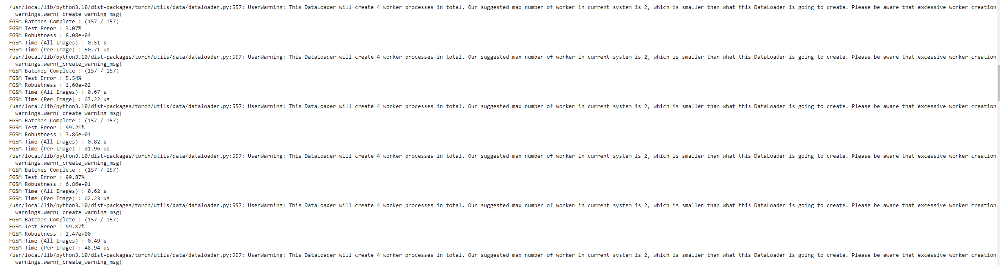 /usr/local/lib/python3.10/dist-packages/torch/utils/data/dataloader.py:557: UserWarning: This DataLoader will create 4 worker processes in total. Our suggested max number of worker in current system is 2, which is smaller than what this DataLoader is going to create. Please be aware that excessive worker creation
warnings.warn(_create_warning_msg(
FGSM Batches Complete : (157 / 157)
FGSM Test Error : 3.07%
FGSM Robustness : 8.08e-04
FGSM Time (All Images) : 0.51 s
FGSM Time (Per Image) : 50.71 us
/usr/local/lib/python3.10/dist-packages/torch/utils/data/dataloader.py:557: UserWarning: This DataLoader will create 4 worker processes in total. Our suggested max number of worker in current system is 2, which is smaller than what this DataLoader is going to create. Please be aware that excessive worker creation
warnings.warn(_create_warning_msg(
FGSM Batches Complete : (157 / 157)
FGSM Test Error : 5.54%
FGSM Robustness : 1.60e-02
FGSM Time (All Images) : 0.67 s
FGSM Time (Per Image) : 67.22 us
/usr/local/lib/python3.10/dist-packages/torch/utils/data/dataloader.py:557: UserWarning: This DataLoader will create 4 worker processes in total. Our suggested max number of worker in current system is 2, which is smaller than what this DataLoader is going to create. Please be aware that excessive worker creation
warnings.warn(_create_warning_msg(
FGSM Batches Complete : (157 / 157)
FGSM Test Error : 99.21%
FGSM Robustness : 3.86e-01
FGSM Time (All Images) : 0.82 s
FGSM Time (Per Image) : 81.96 us
/usr/local/lib/python3.10/dist-packages/torch/utils/data/dataloader.py:557: UserWarning: This DataLoader will create 4 worker processes in total. Our suggested max number of worker in current system is 2, which is smaller than what this DataLoader is going to create. Please be aware that excessive worker creation
warnings.warn(_create_warning_msg(
FGSM Batches Complete : (157 / 157)
FGSM Test Error : 99.87%
FGSM Robustness : 6.86e-01
FGSM Time (All Images) : 0.62 s
FGSM Time (Per Image) : 62.23 us
/usr/local/lib/python3.10/dist-packages/torch/utils/data/dataloader.py:557: UserWarning: This DataLoader will create 4 worker processes in total. Our suggested max number of worker in current system is 2, which is smaller than what this DataLoader is going to create. Please be aware that excessive worker creation
warnings.warn(_create_warning_msg(
FGSM Batches Complete : (157 / 157)
FGSM Test Error : 99.87%
FGSM Robustness : 1.47e+00
FGSM Time (All Images) : 0.49 s
FGSM Time (Per Image) : 48.94 us
/usr/local/lib/python3.10/dist-packages/torch/utils/data/dataloader.py:557: UserWarning: This DataLoader will create 4 worker processes in total. Our suggested max number of worker in current system is 2, which is smaller than what this DataLoader is going to create. Please be aware that excessive worker creation
warnings.warn(_create_warning_msg(